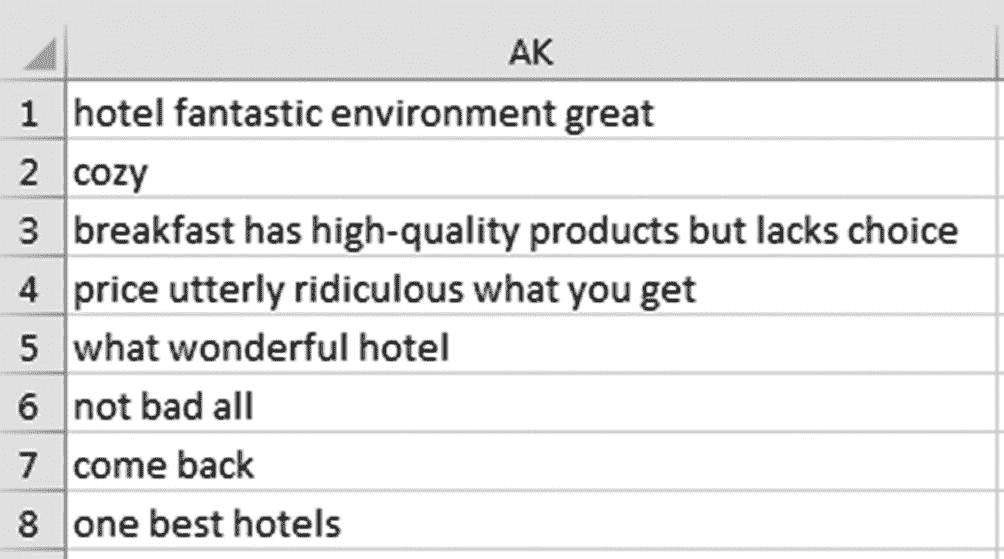 AK
1 hotel fantastic environment great
2 cozy
3 breakfast has high-quality products but lacks choice
4 price utterly ridiculous what you get
5 what wonderful hotel
6 not bad all
7 come back
8 one best hotels